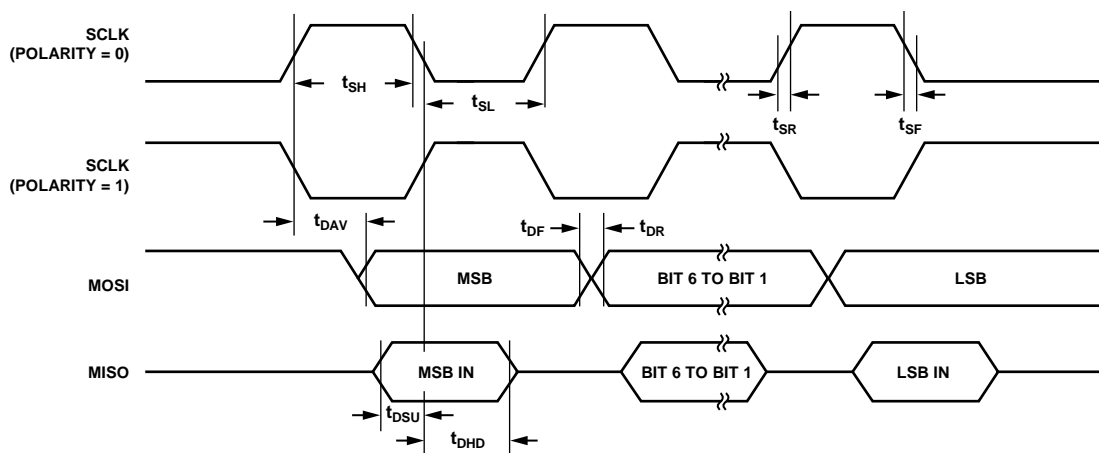 SCLK
(POLARITY = 0)
tSH
tSL
tSR
tSF
SCLK
(POLARITY = 1)
tDAV
tDF
tDR
MOSI
MSB
BIT 6 TO BIT 1
LSB
MISO
MSB IN
BIT 6 TO BIT 1
LSB IN
tDSU
tDHD